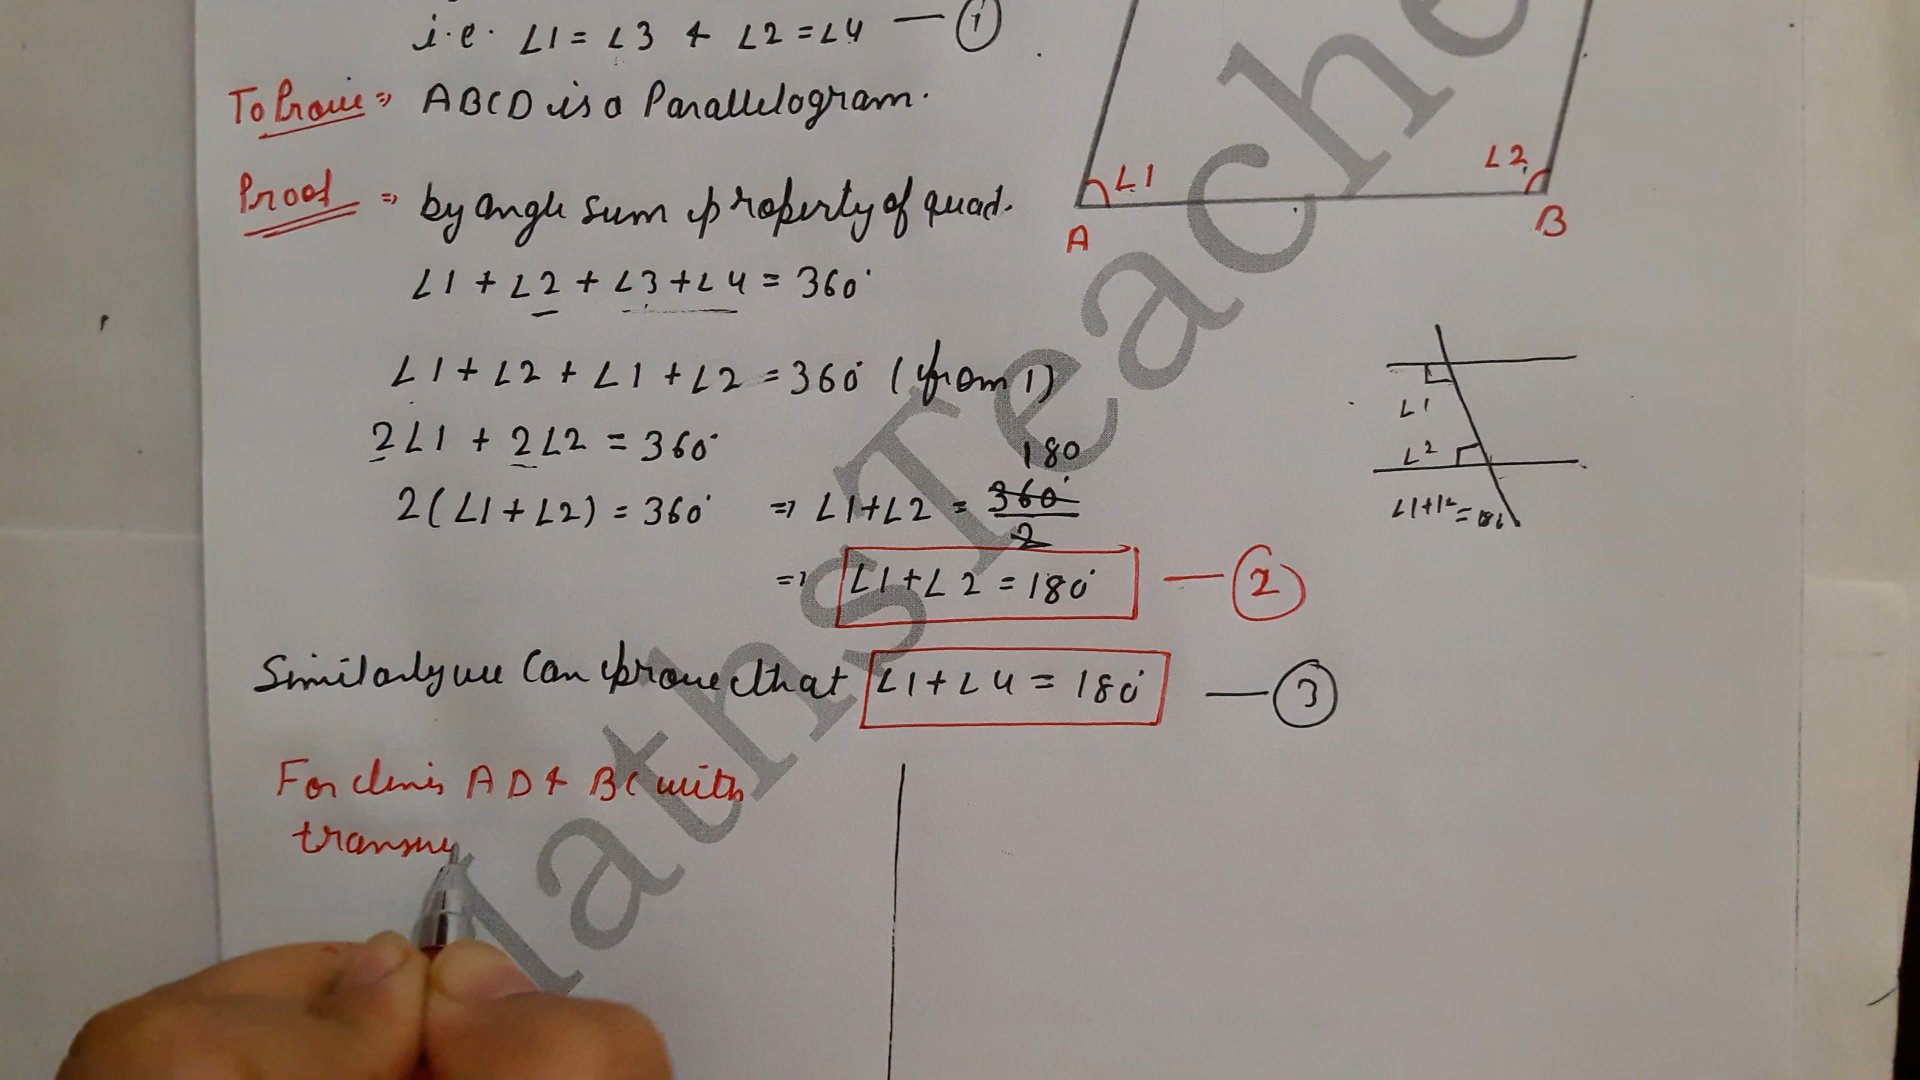 i.e. ∠1 = ∠3 & ∠2 = ∠4 — ①
To Prove ⇒ ABCD is a Parallelogram.
Proof ⇒ by angle sum property of quad.
∠1 + ∠2 + ∠3 + ∠4 = 360°
∠1 + ∠2 + ∠1 + ∠2 = 360° (from 1)
2∠1 + 2∠2 = 360°
2(∠1 + ∠2) = 360° ⇒ ∠1+∠2 = 360°/2 180
⇒ ∠1+∠2 = 180° — ②
Similarly we can prove that ∠1+∠4 = 180° — ③
For lines AD & BC with
∠1
∠2
A
B
∠1
∠2
Maths Teache